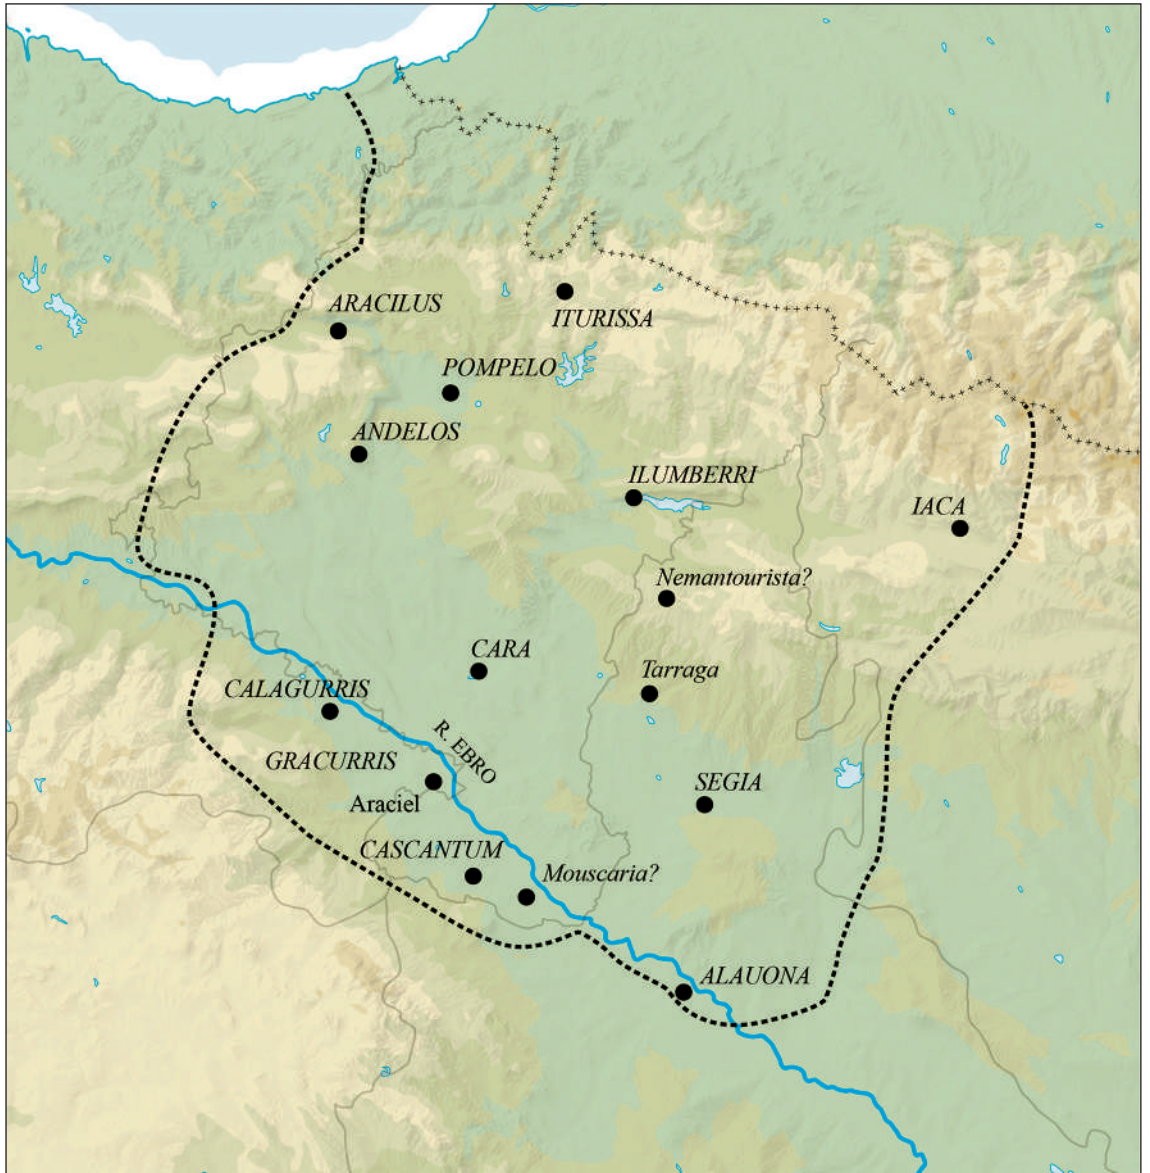 ARACILUS
ITURISSA
POMPELO
ANDELOS
ILUMBERRI
IACA
Nemantourista?
CARA
Tarraga
CALAGURRIS
R. EBRO
GRACURRIS
SEGIA
Araciel
CASCANTUM
Mouscaria?
ALAUONA